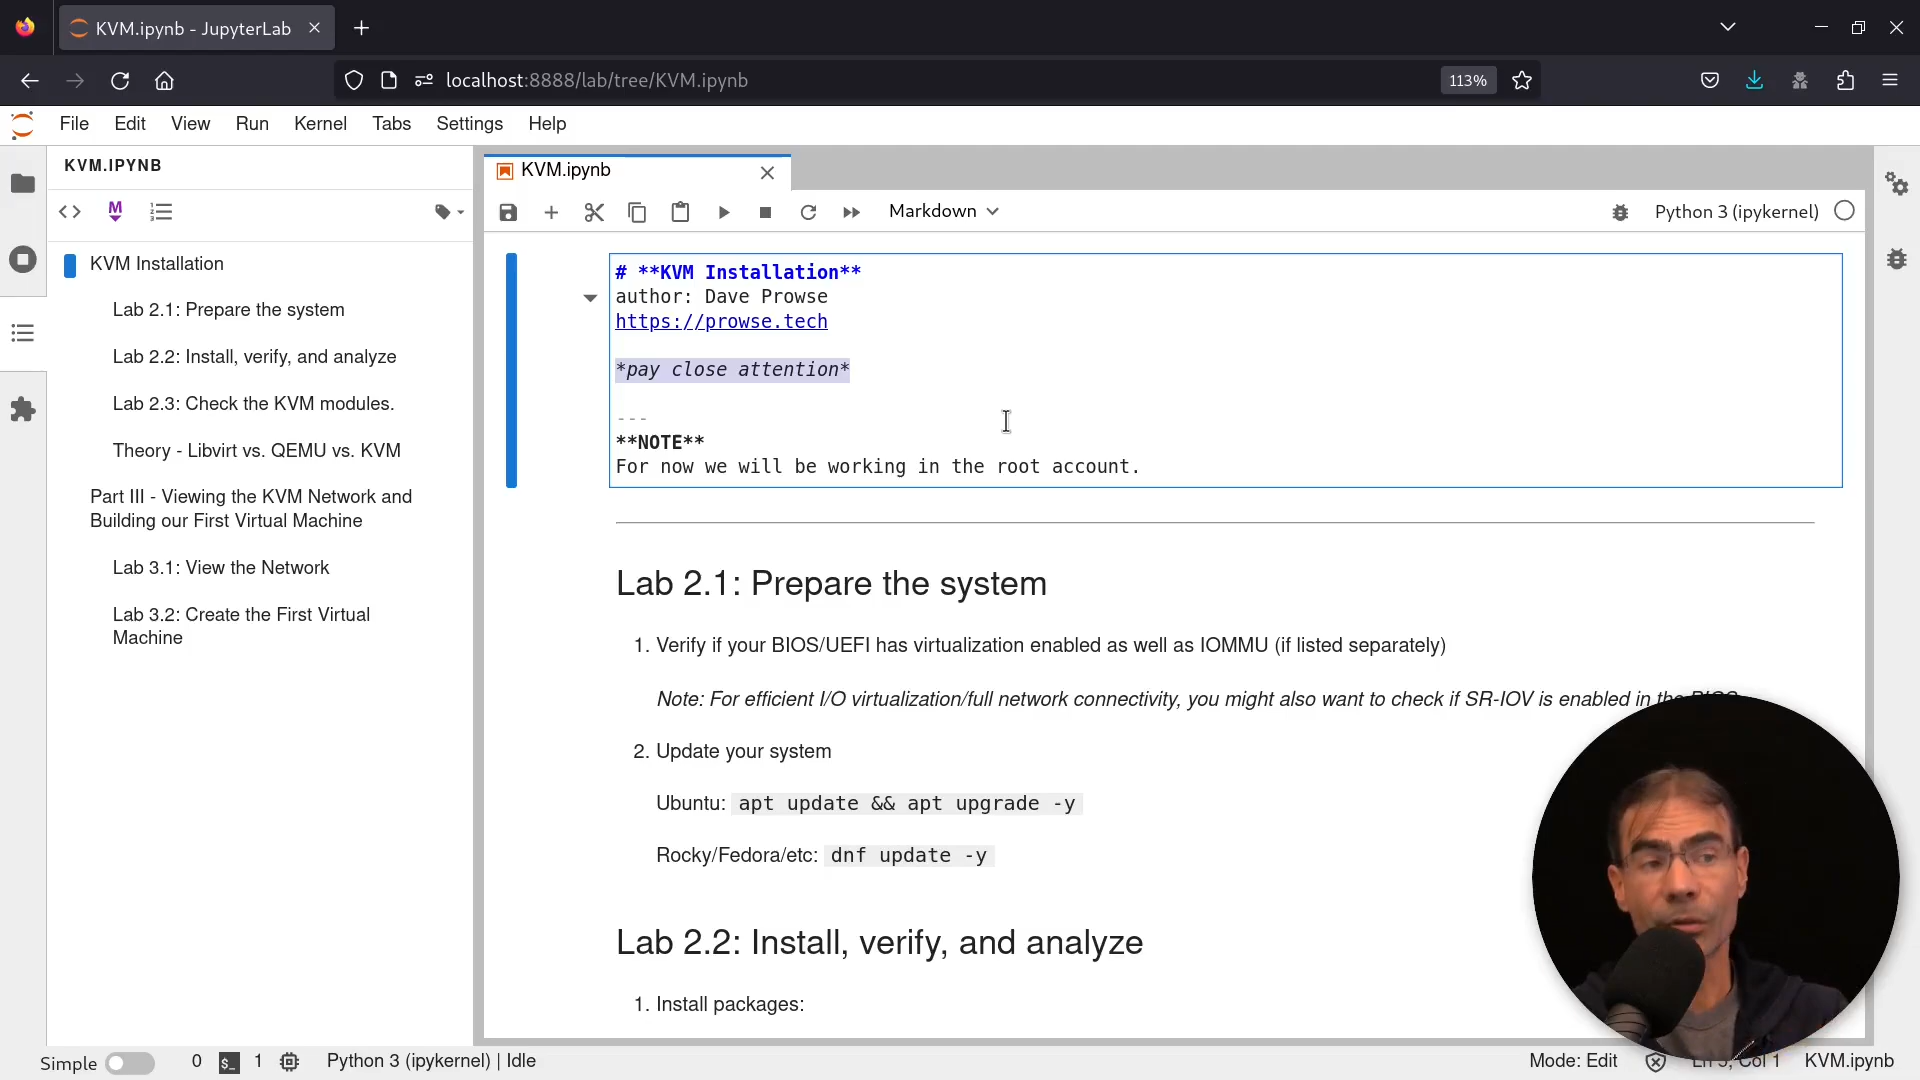 KVM.ipynb - JupyterLab
localhost:8888/lab/tree/KVM.ipynb
113%
File Edit View Run Kernel Tabs Settings Help
KVM.IPYNB
KVM Installation
Lab 2.1: Prepare the system
Lab 2.2: Install, verify, and analyze
Lab 2.3: Check the KVM modules.
Theory - Libvirt vs. QEMU vs. KVM
Part III - Viewing the KVM Network and
Building our First Virtual Machine
Lab 3.1: View the Network
Lab 3.2: Create the First Virtual
Machine
KVM.ipynb
Markdown
Python 3 (ipykernel)
# **KVM Installation**
author: Dave Prowse
https://prowse.tech
*pay close attention*
---
**NOTE**
For now we will be working in the root account.
Lab 2.1: Prepare the system
1. Verify if your BIOS/UEFI has virtualization enabled as well as IOMMU (if listed separately)
Note: For efficient I/O virtualization/full network connectivity, you might also want to check if SR-IOV is enabled in the
2. Update your system
Ubuntu: apt update && apt upgrade -y
Rocky/Fedora/etc: dnf update -y
Lab 2.2: Install, verify, and analyze
1. Install packages:
Simple 0 1 Python 3 (ipykernel) | Idle
Mode: Edit Col 1 KVM.ipynb